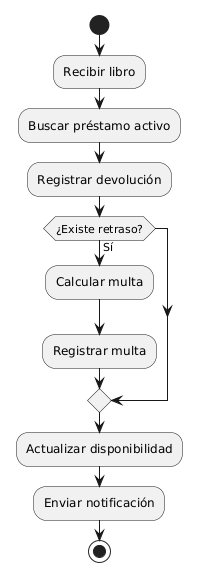 Recibir libro
Buscar préstamo activo
Registrar devolución
¿Existe retraso?
Sí
Calcular multa
Registrar multa
Actualizar disponibilidad
Enviar notificación